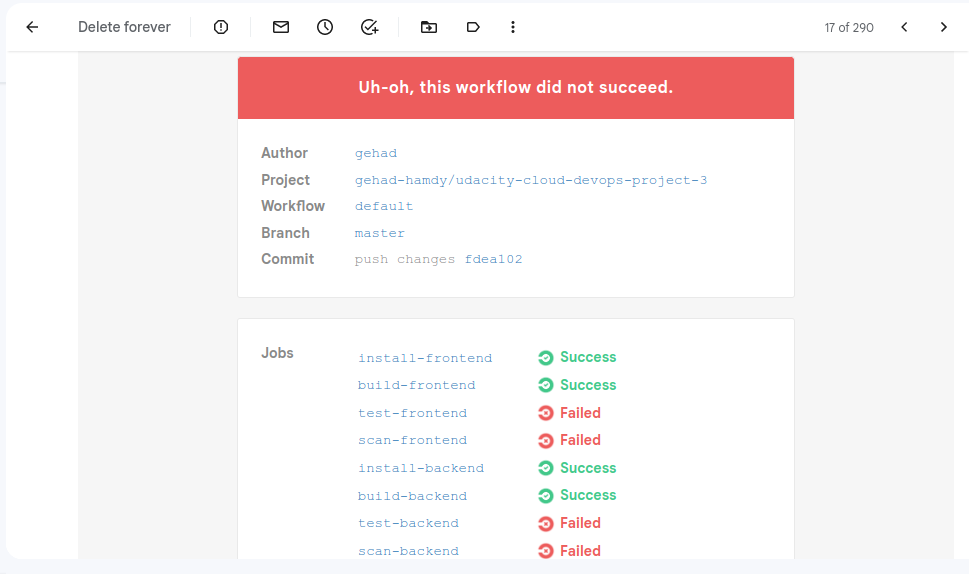 Delete forever 17 of 290
Uh-oh, this workflow did not succeed.
Author gehad
Project gehad-hamdy/udacity-cloud-devops-project-3
Workflow default
Branch master
Commit push changes fdea102
Jobs install-frontend Success
build-frontend Success
test-frontend Failed
scan-frontend Failed
install-backend Success
build-backend Success
test-backend Failed
scan-backend Failed